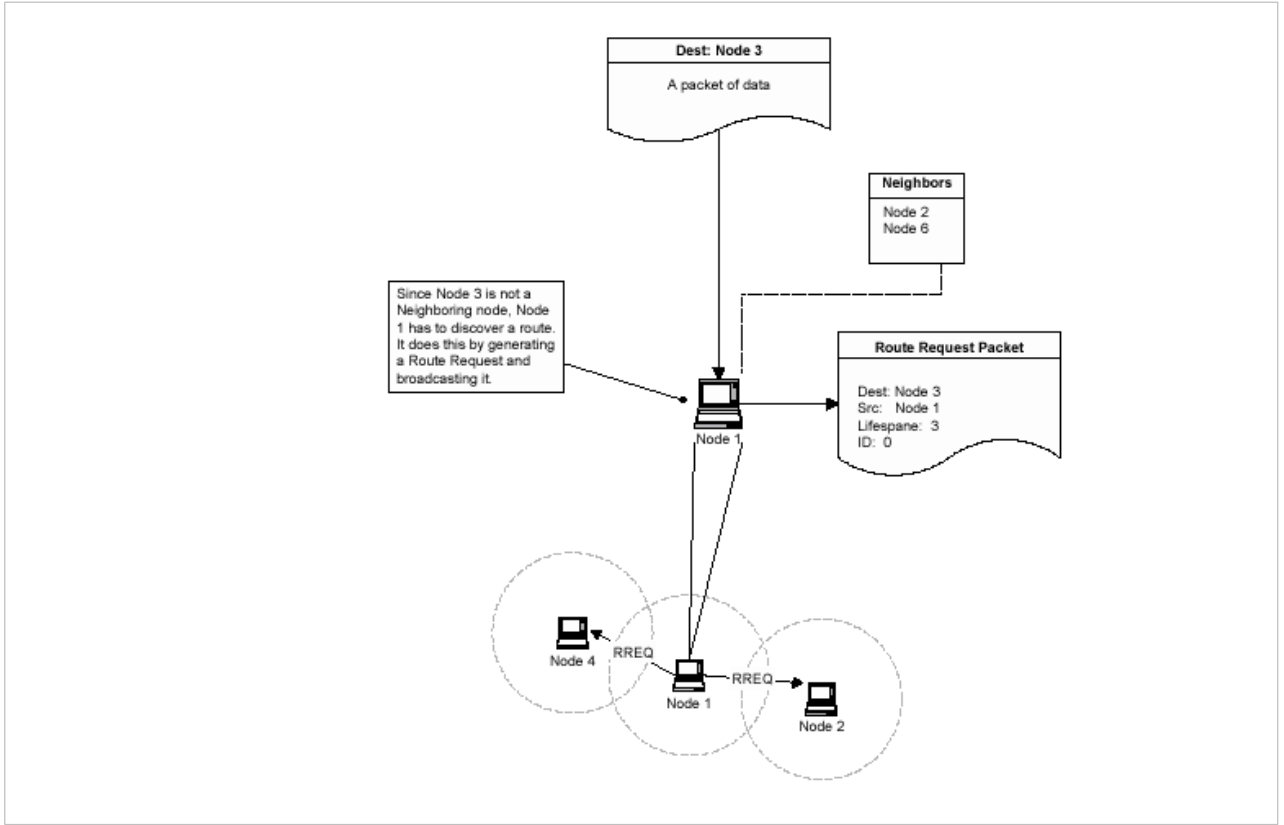 Dest: Node 3
A packet of data
Neighbors
Node 2
Node 6
Since Node 3 is not a
Neighboring node, Node
1 has to discover a route.
It does this by generating
a Route Request and
broadcasting it.
Route Request Packet
Dest: Node 3
Src: Node 1
Lifespane: 3
ID: 0
Node 1
RREQ
Node 4
RREQ
Node 1
Node 2